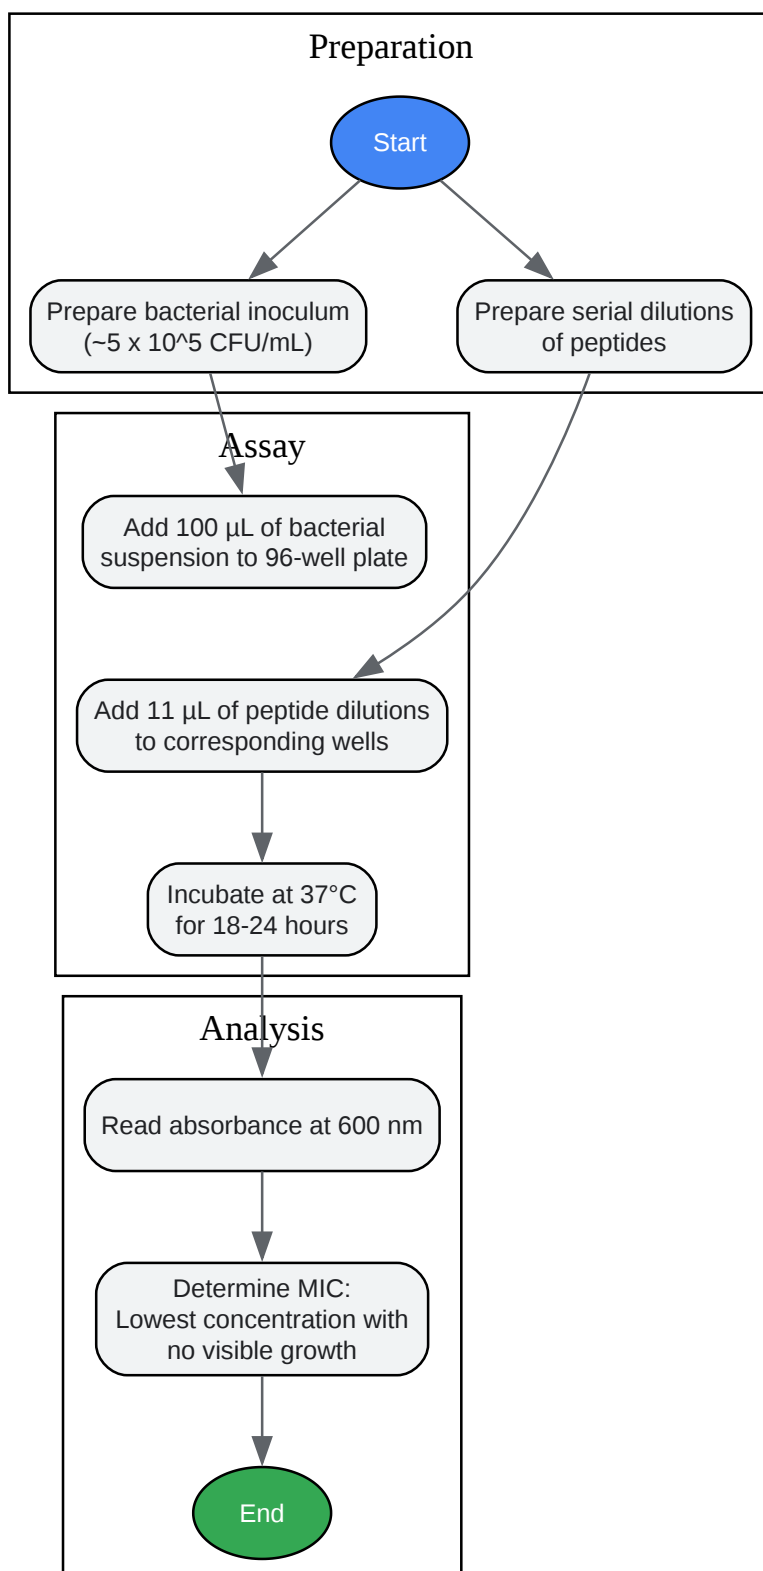 Preparation
Start
Prepare bacterial inoculum
(~5 x 10^5 CFU/mL)
Prepare serial dilutions
of peptides
Assay
Add 100 µL of bacterial
suspension to 96-well plate
Add 11 µL of peptide dilutions
to corresponding wells
Incubate at 37°C
for 18-24 hours
Analysis
Read absorbance at 600 nm
Determine MIC:
Lowest concentration with
no visible growth
End